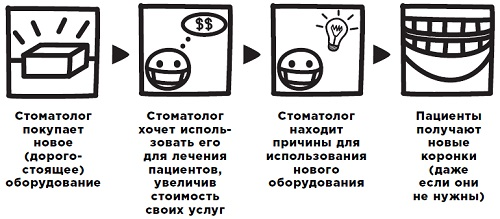 $$
Стоматолог
покупает
новое
(дорого-
стоящее)
оборудование
Стоматолог
хочет исполь-
зовать его
для лечения
пациентов,
увеличив
стоимость
своих услуг
Стоматолог
находит
причины для
использования
нового
оборудования
Пациенты
получают
новые
коронки
(даже
если они
не нужны)